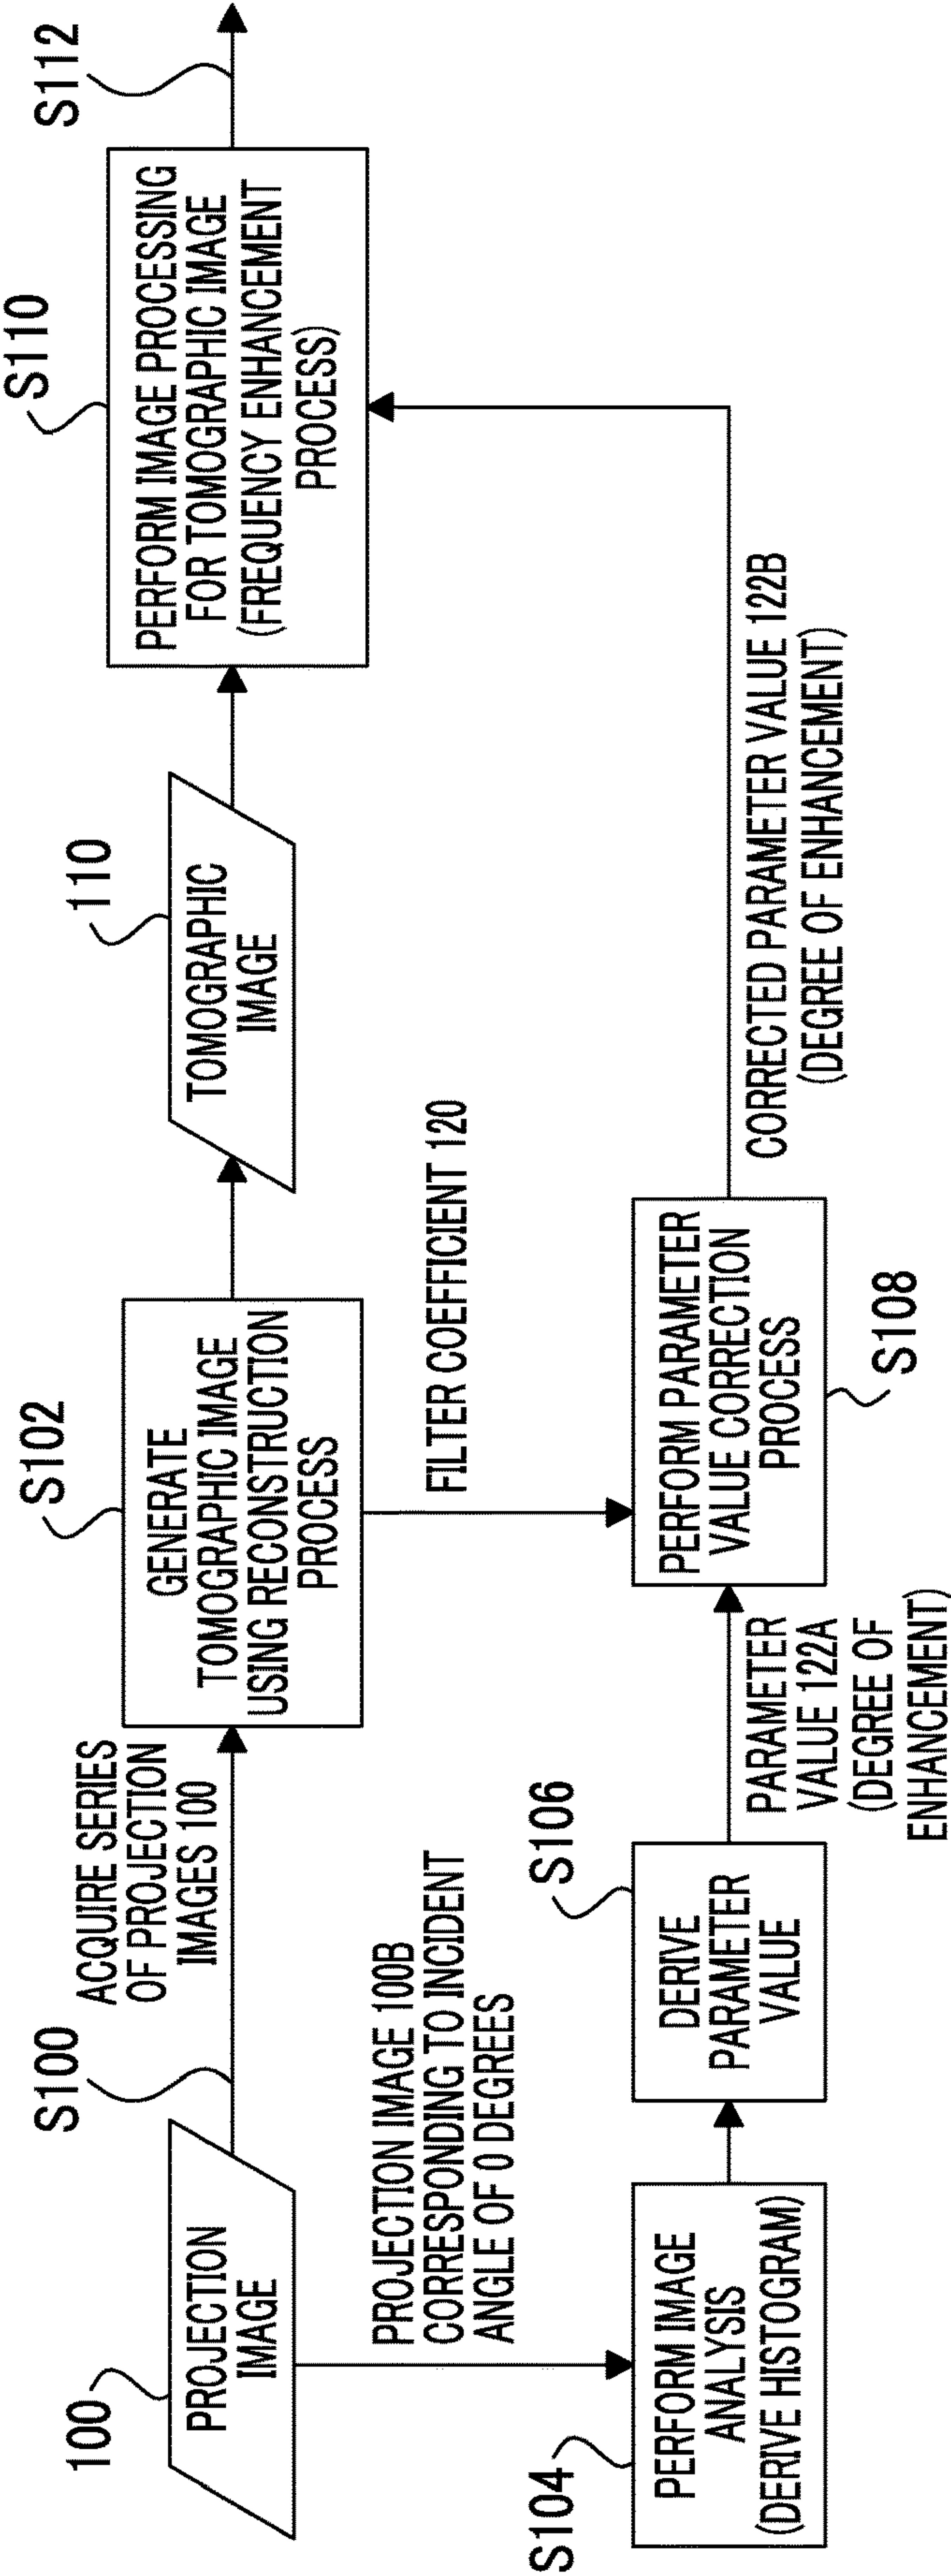 100
PROJECTION
IMAGE
S100
ACQUIRE SERIES
OF PROJECTION
IMAGES 100
S102
GENERATE
TOMOGRAPHIC IMAGE
USING RECONSTRUCTION
PROCESS
110
TOMOGRAPHIC
IMAGE
S110
PERFORM IMAGE PROCESSING
FOR TOMOGRAPHIC IMAGE
(FREQUENCY ENHANCEMENT
PROCESS)
S112
PROJECTION IMAGE 100B
CORRESPONDING TO INCIDENT
ANGLE OF 0 DEGREES
FILTER COEFFICIENT 120
S104
PERFORM IMAGE
ANALYSIS
(DERIVE HISTOGRAM)
S106
DERIVE
PARAMETER
VALUE
PARAMETER
VALUE 122A
(DEGREE OF
ENHANCEMENT)
PERFORM PARAMETER
VALUE CORRECTION
PROCESS
S108
CORRECTED PARAMETER VALUE 122B
(DEGREE OF ENHANCEMENT)